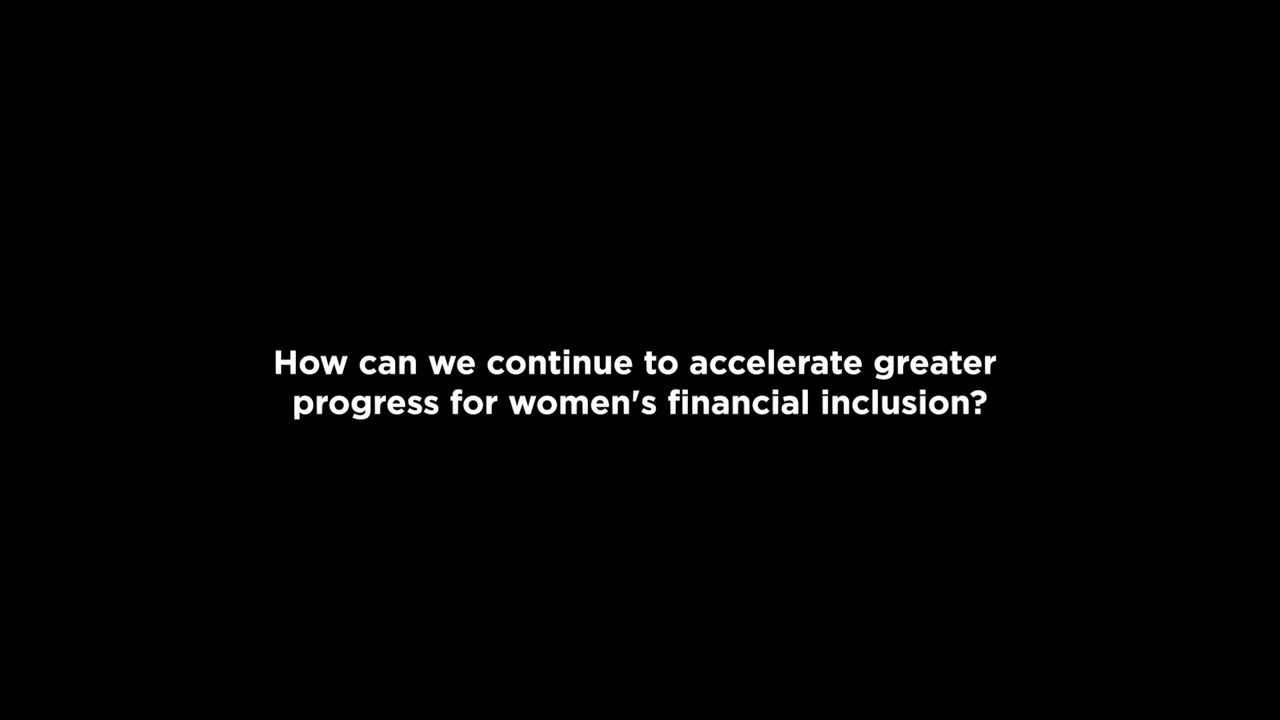 How can we continue to accelerate greater
progress for women's financial inclusion?